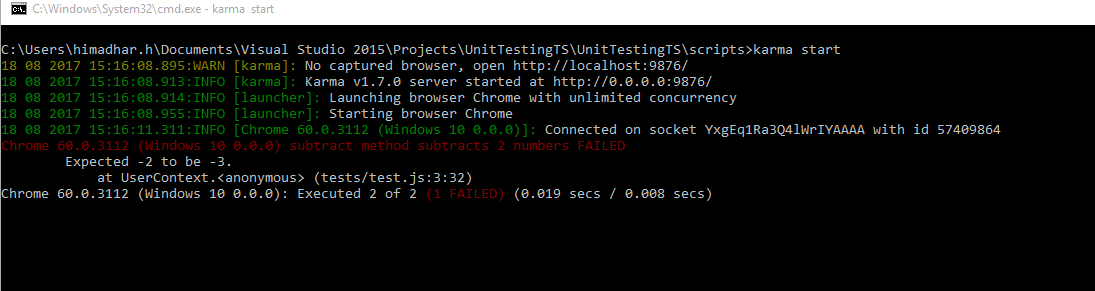 C:\Windows\System32\cmd.exe - karma start
C:\Users\himadhar.h\Documents\Visual Studio 2015\Projects\UnitTestingTS\UnitTestingTS\scripts>karma start
18 08 2017 15:16:08.895:WARN [karma]: No captured browser, open http://localhost:9876/
18 08 2017 15:16:08.913:INFO [karma]: Karma v1.7.0 server started at http://0.0.0.0:9876/
18 08 2017 15:16:08.914:INFO [launcher]: Launching browser Chrome with unlimited concurrency
18 08 2017 15:16:08.955:INFO [launcher]: Starting browser Chrome
18 08 2017 15:16:11.311:INFO [Chrome 60.0.3112 (Windows 10 0.0.0)]: Connected on socket YxgEq1Ra3Q4lWrIYAAAA with id 57409864
Chrome 60.0.3112 (Windows 10 0.0.0) subtract method subtracts 2 numbers FAILED
Expected -2 to be -3.
at UserContext.<anonymous> (tests/test.js:3:32)
Chrome 60.0.3112 (Windows 10 0.0.0): Executed 2 of 2 (1 FAILED) (0.019 secs / 0.008 secs)